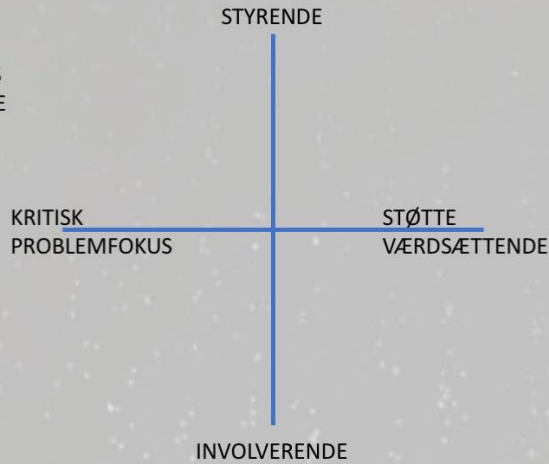 STYRENDE
KRITISK
PROBLEMFOKUS
STØTTE
VÆRDSÆTTENDE
INVOLVERENDE